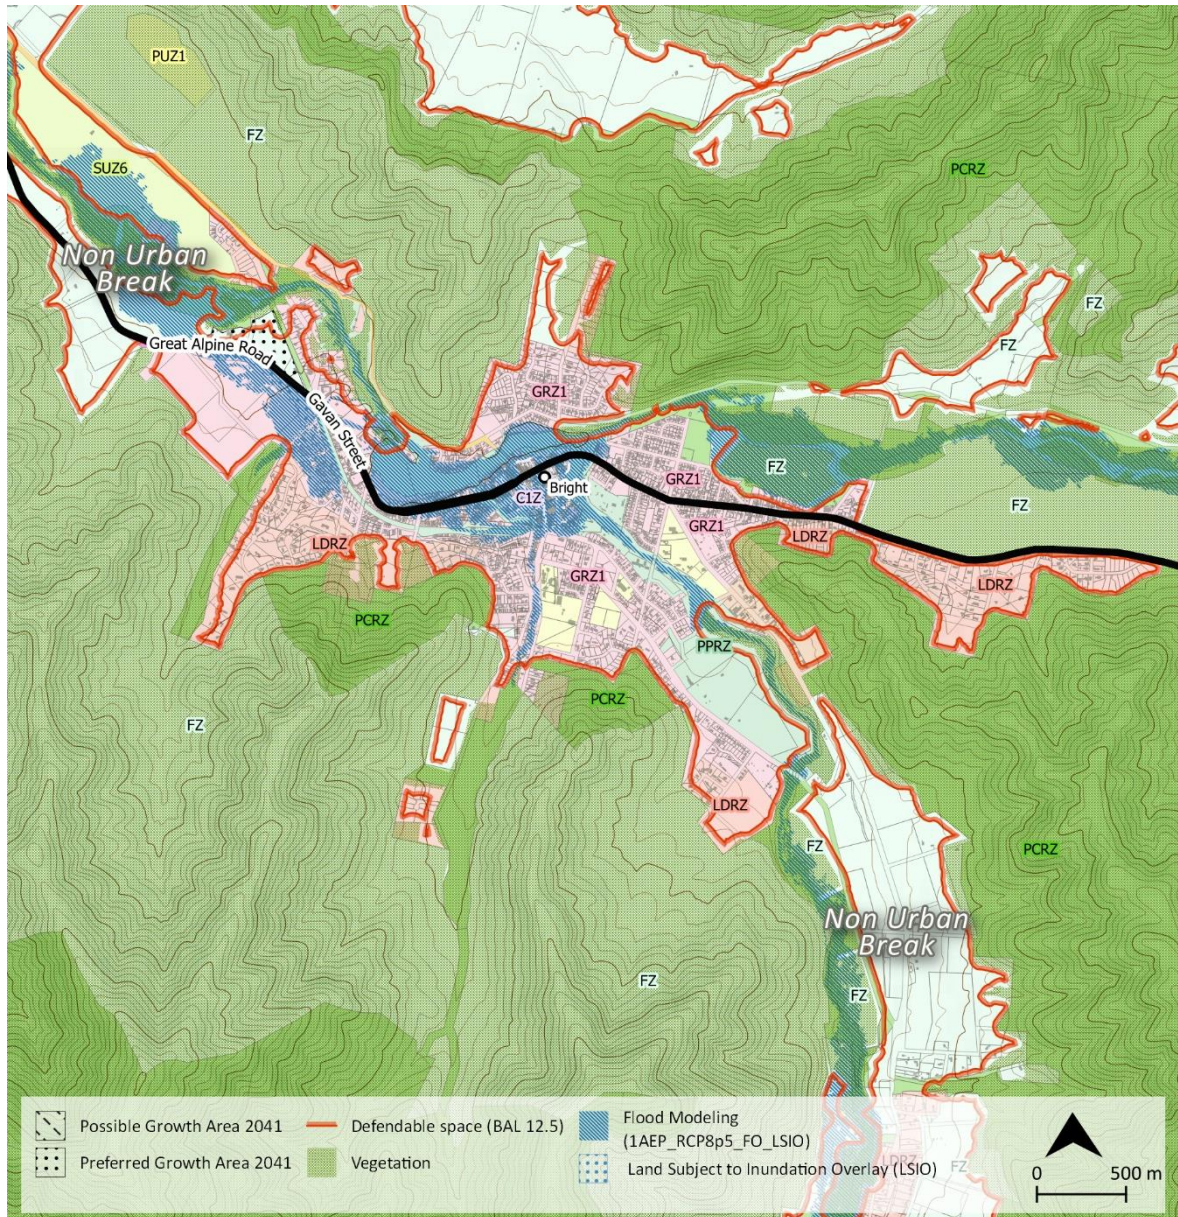 PUZ1
FZ
SUZ6
PCRZ
Non Urban
Break
FZ
FZ
Great Alpine Road
Gavan Street
GRZ1
GRZ1
FZ
Bright
C1Z
GRZ1
FZ
LDRZ
LDRZ
GRZ1
LDRZ
PCRZ
PPRZ
PCRZ
FZ
LDRZ
FZ
PCRZ
Non Urban
Break
FZ
FZ
LDRZ
FZ
Possible Growth Area 2041
Preferred Growth Area 2041
Defendable space (BAL 12.5)
Vegetation
Flood Modeling
(1AEP_RCP8p5_FO_LSIO)
Land Subject to Inundation Overlay (LSIO)
0 500 m